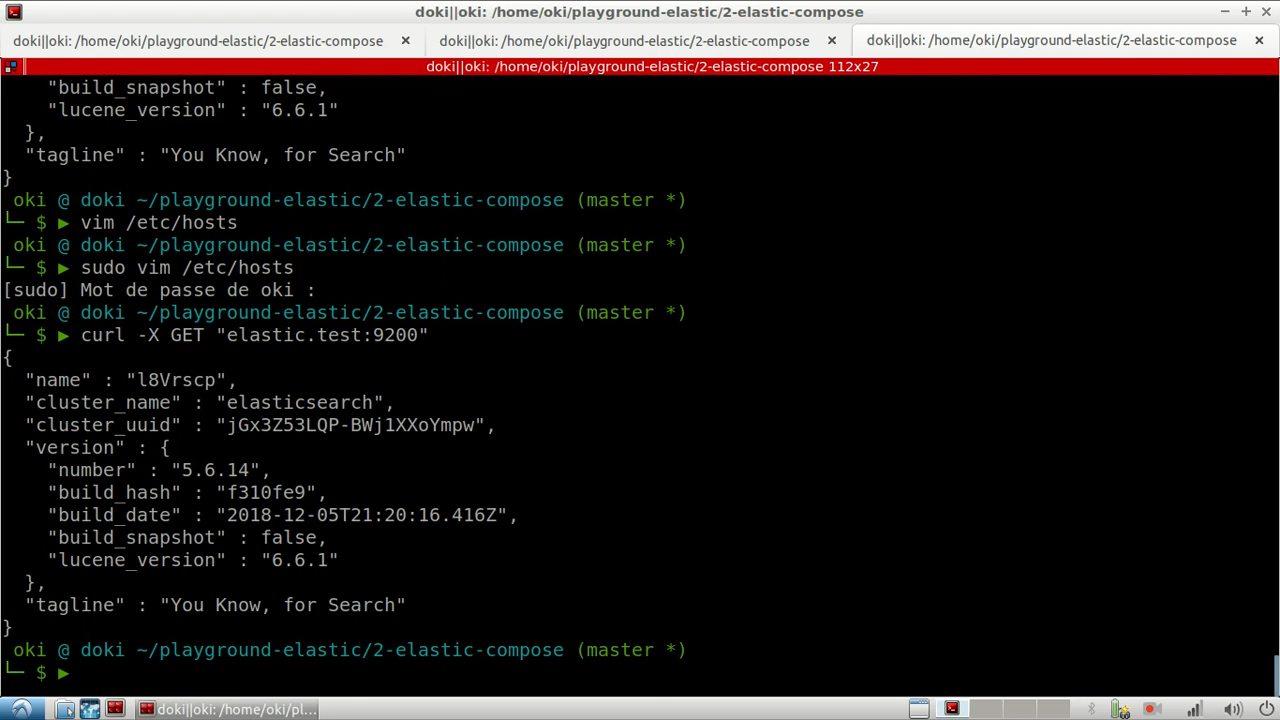 doki||oki: /home/oki/playground-elastic/2-elastic-compose
doki||oki: /home/oki/playground-elastic/2-elastic-compose
doki||oki: /home/oki/playground-elastic/2-elastic-compose
doki||oki: /home/oki/playground-elastic/2-elastic-compose
doki||oki: /home/oki/playground-elastic/2-elastic-compose 112x27
"build_snapshot" : false,
"lucene_version" : "6.6.1"
},
"tagline" : "You Know, for Search"
}
oki @ doki ~/playground-elastic/2-elastic-compose (master *)
└─ $ ▶ vim /etc/hosts
oki @ doki ~/playground-elastic/2-elastic-compose (master *)
└─ $ ▶ sudo vim /etc/hosts
[sudo] Mot de passe de oki :
oki @ doki ~/playground-elastic/2-elastic-compose (master *)
└─ $ ▶ curl -X GET "elastic.test:9200"
{
"name" : "l8Vrscp",
"cluster_name" : "elasticsearch",
"cluster_uuid" : "jGx3Z53LQP-BWj1XXoYmpw",
"version" : {
"number" : "5.6.14",
"build_hash" : "f310fe9",
"build_date" : "2018-12-05T21:20:16.416Z",
"build_snapshot" : false,
"lucene_version" : "6.6.1"
},
"tagline" : "You Know, for Search"
}
oki @ doki ~/playground-elastic/2-elastic-compose (master *)
└─ $ ▶
doki||oki: /home/oki/pl...